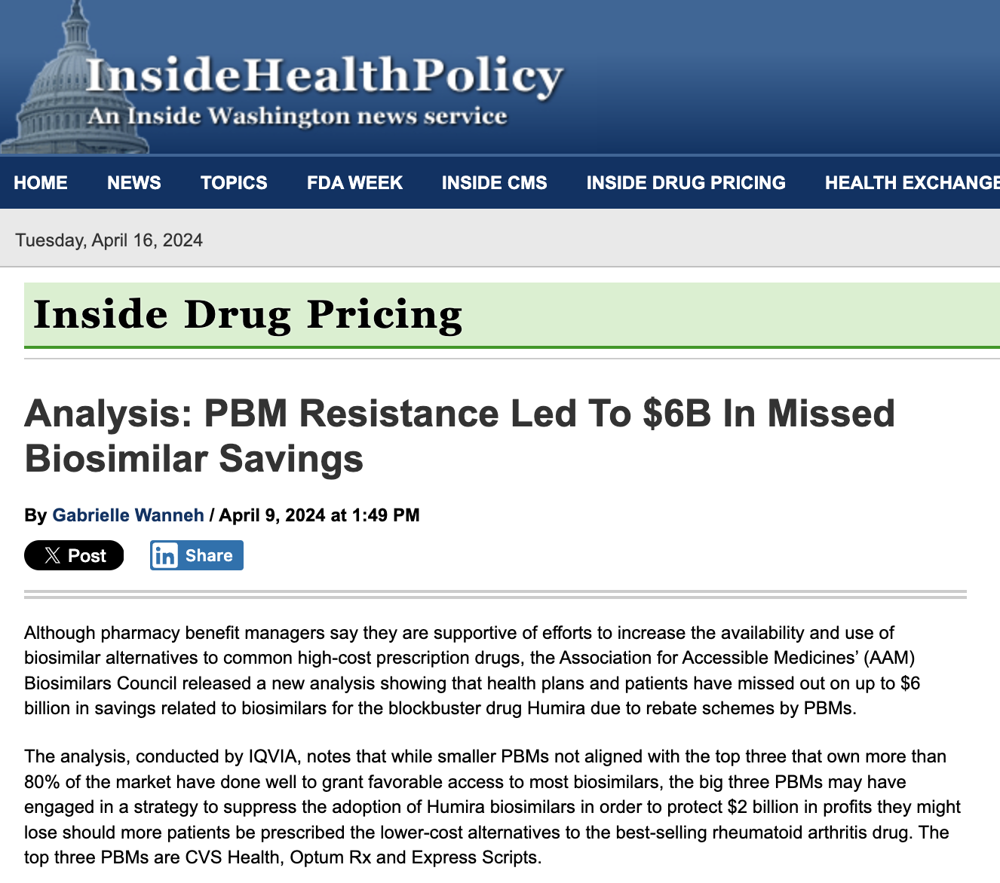 InsideHealthPolicy
An Inside Washington news service
HOME NEWS TOPICS FDA WEEK INSIDE CMS INSIDE DRUG PRICING HEALTH EXCHANGE
Tuesday, April 16, 2024
Inside Drug Pricing
Analysis: PBM Resistance Led To $6B In Missed
Biosimilar Savings
By Gabrielle Wanneh / April 9, 2024 at 1:49 PM
X Post in Share
Although pharmacy benefit managers say they are supportive of efforts to increase the availability and use of
biosimilar alternatives to common high-cost prescription drugs, the Association for Accessible Medicines’ (AAM)
Biosimilars Council released a new analysis showing that health plans and patients have missed out on up to $6
billion in savings related to biosimilars for the blockbuster drug Humira due to rebate schemes by PBMs.
The analysis, conducted by IQVIA, notes that while smaller PBMs not aligned with the top three that own more than
80% of the market have done well to grant favorable access to most biosimilars, the big three PBMs may have
engaged in a strategy to suppress the adoption of Humira biosimilars in order to protect $2 billion in profits they might
lose should more patients be prescribed the lower-cost alternatives to the best-selling rheumatoid arthritis drug. The
top three PBMs are CVS Health, Optum Rx and Express Scripts.